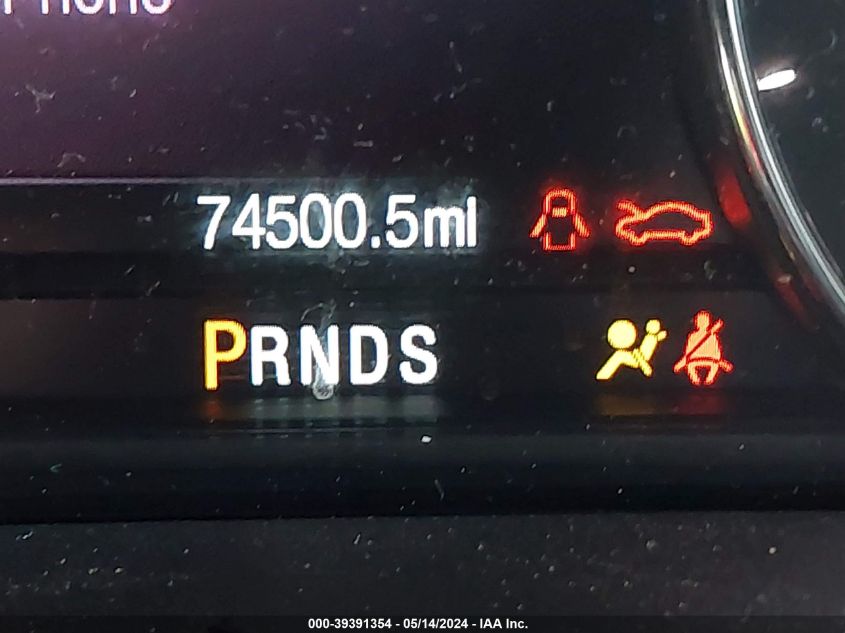 74500.5mi
PRNDS
000-39391354 - 05/14/2024 - IAA Inc.